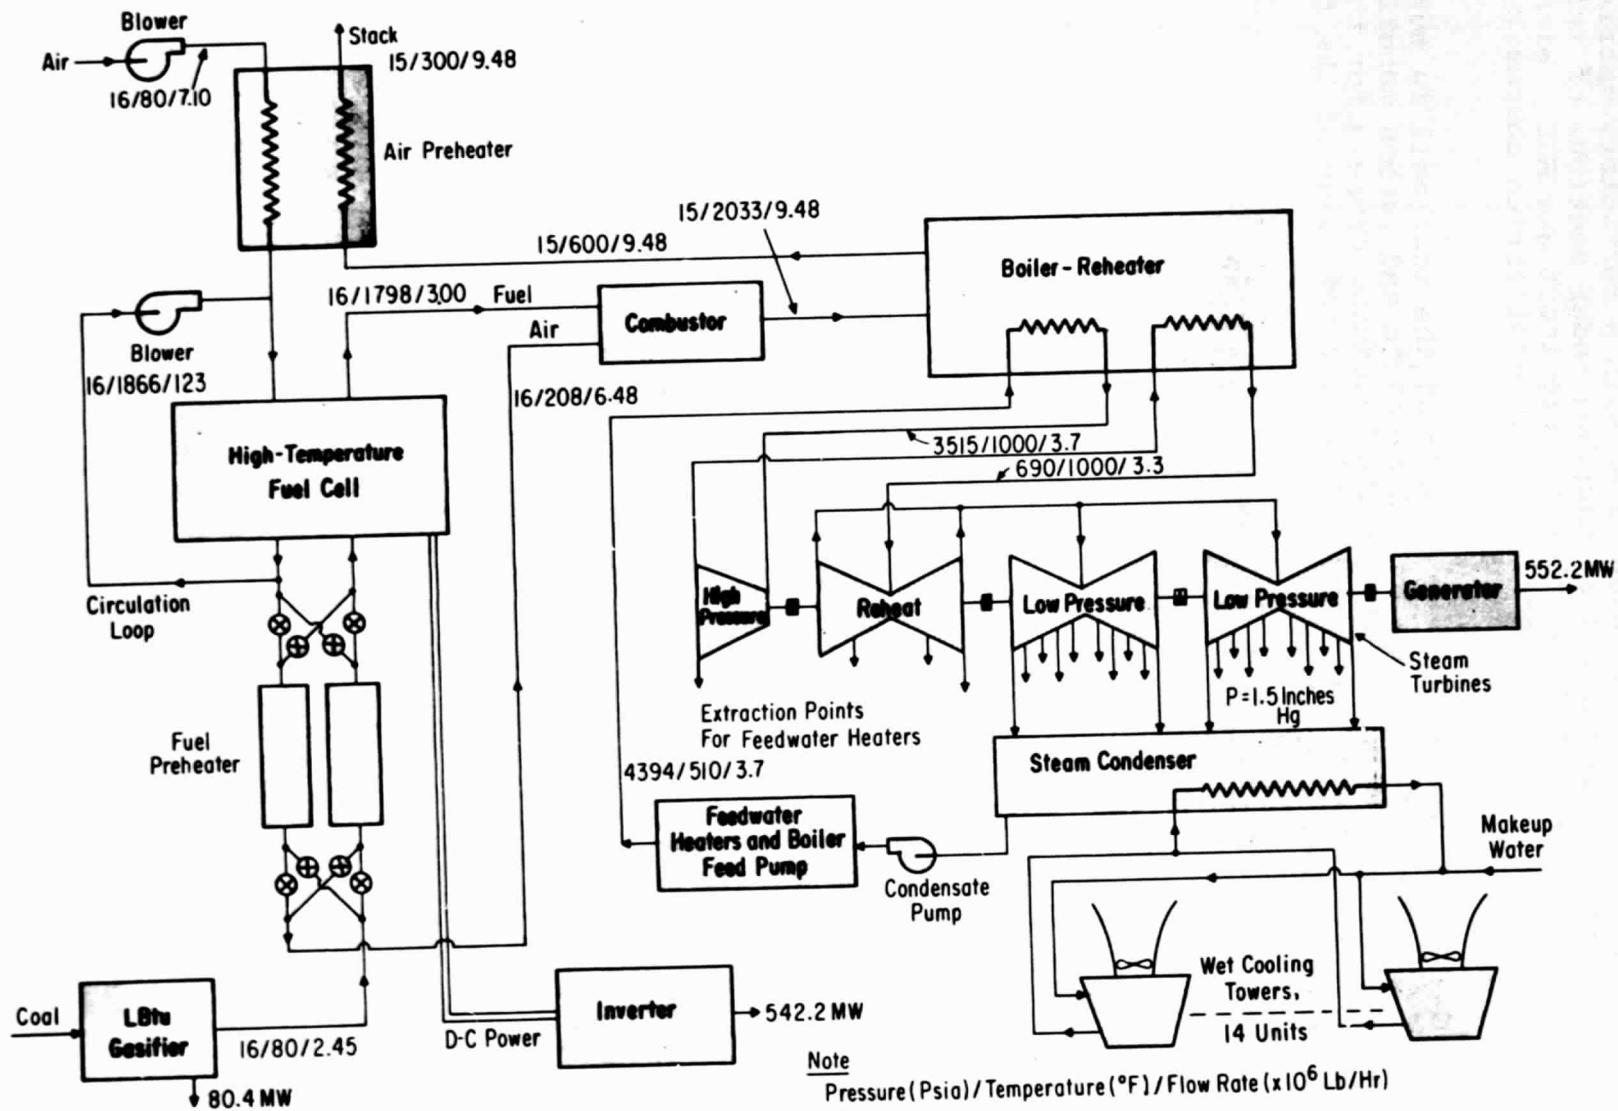 Blower
Air
16/80/7.10
Stack
15/300/9.48
Air Preheater
15/2033/9.48
15/600/9.48
Boiler-Reheater
16/1798/3.00
Fuel
Air
Combustor
Blower
16/1866/123
16/208/6.48
High-Temperature
Fuel Cell
3515/1000/3.7
690/1000/3.3
High
Pressure
Reheat
Low Pressure
Low Pressure
Generator
552.2 MW
Circulation
Loop
Steam
Turbines
P=1.5 Inches
Hg
Extraction Points
For Feedwater Heaters
Fuel
Preheater
4394/510/3.7
Steam Condenser
Feedwater
Heaters and Boiler
Feed Pump
Condensate
Pump
Makeup
Water
Wet Cooling
Towers,
14 Units
Coal
LBtu
Gasifier
16/80/2.45
80.4 MW
D-C Power
Inverter
542.2 MW
Note
Pressure (Psia)/Temperature (°F)/Flow Rate (x10⁶ Lb/Hr)